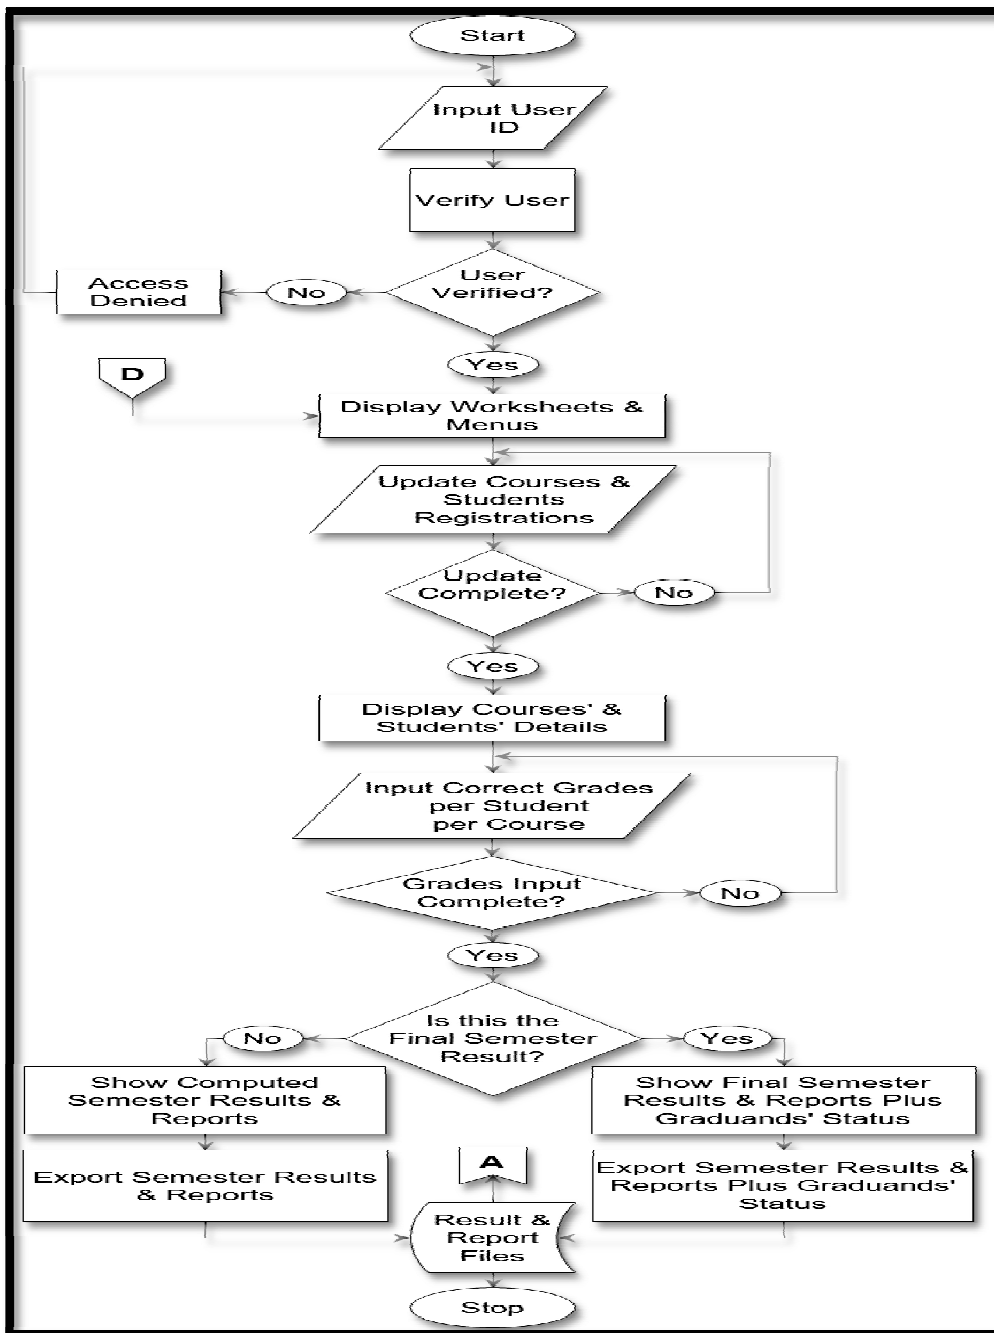 Start
Input User
ID
Verify User
User
Verified?
No
Access
Denied
Yes
D
Display Worksheets &
Menus
Update Courses &
Students
Registrations
Update
Complete?
No
Yes
Display Courses' &
Students' Details
Input Correct Grades
per Student
per Course
Grades Input
Complete?
No
Yes
Is this the
Final Semester
Result?
No
Yes
Show Computed
Semester Results &
Reports
Show Final Semester
Results & Reports Plus
Graduands' Status
Export Semester Results
& Reports
A
Export Semester Results &
Reports Plus Graduands'
Status
Result &
Report
Files
Stop